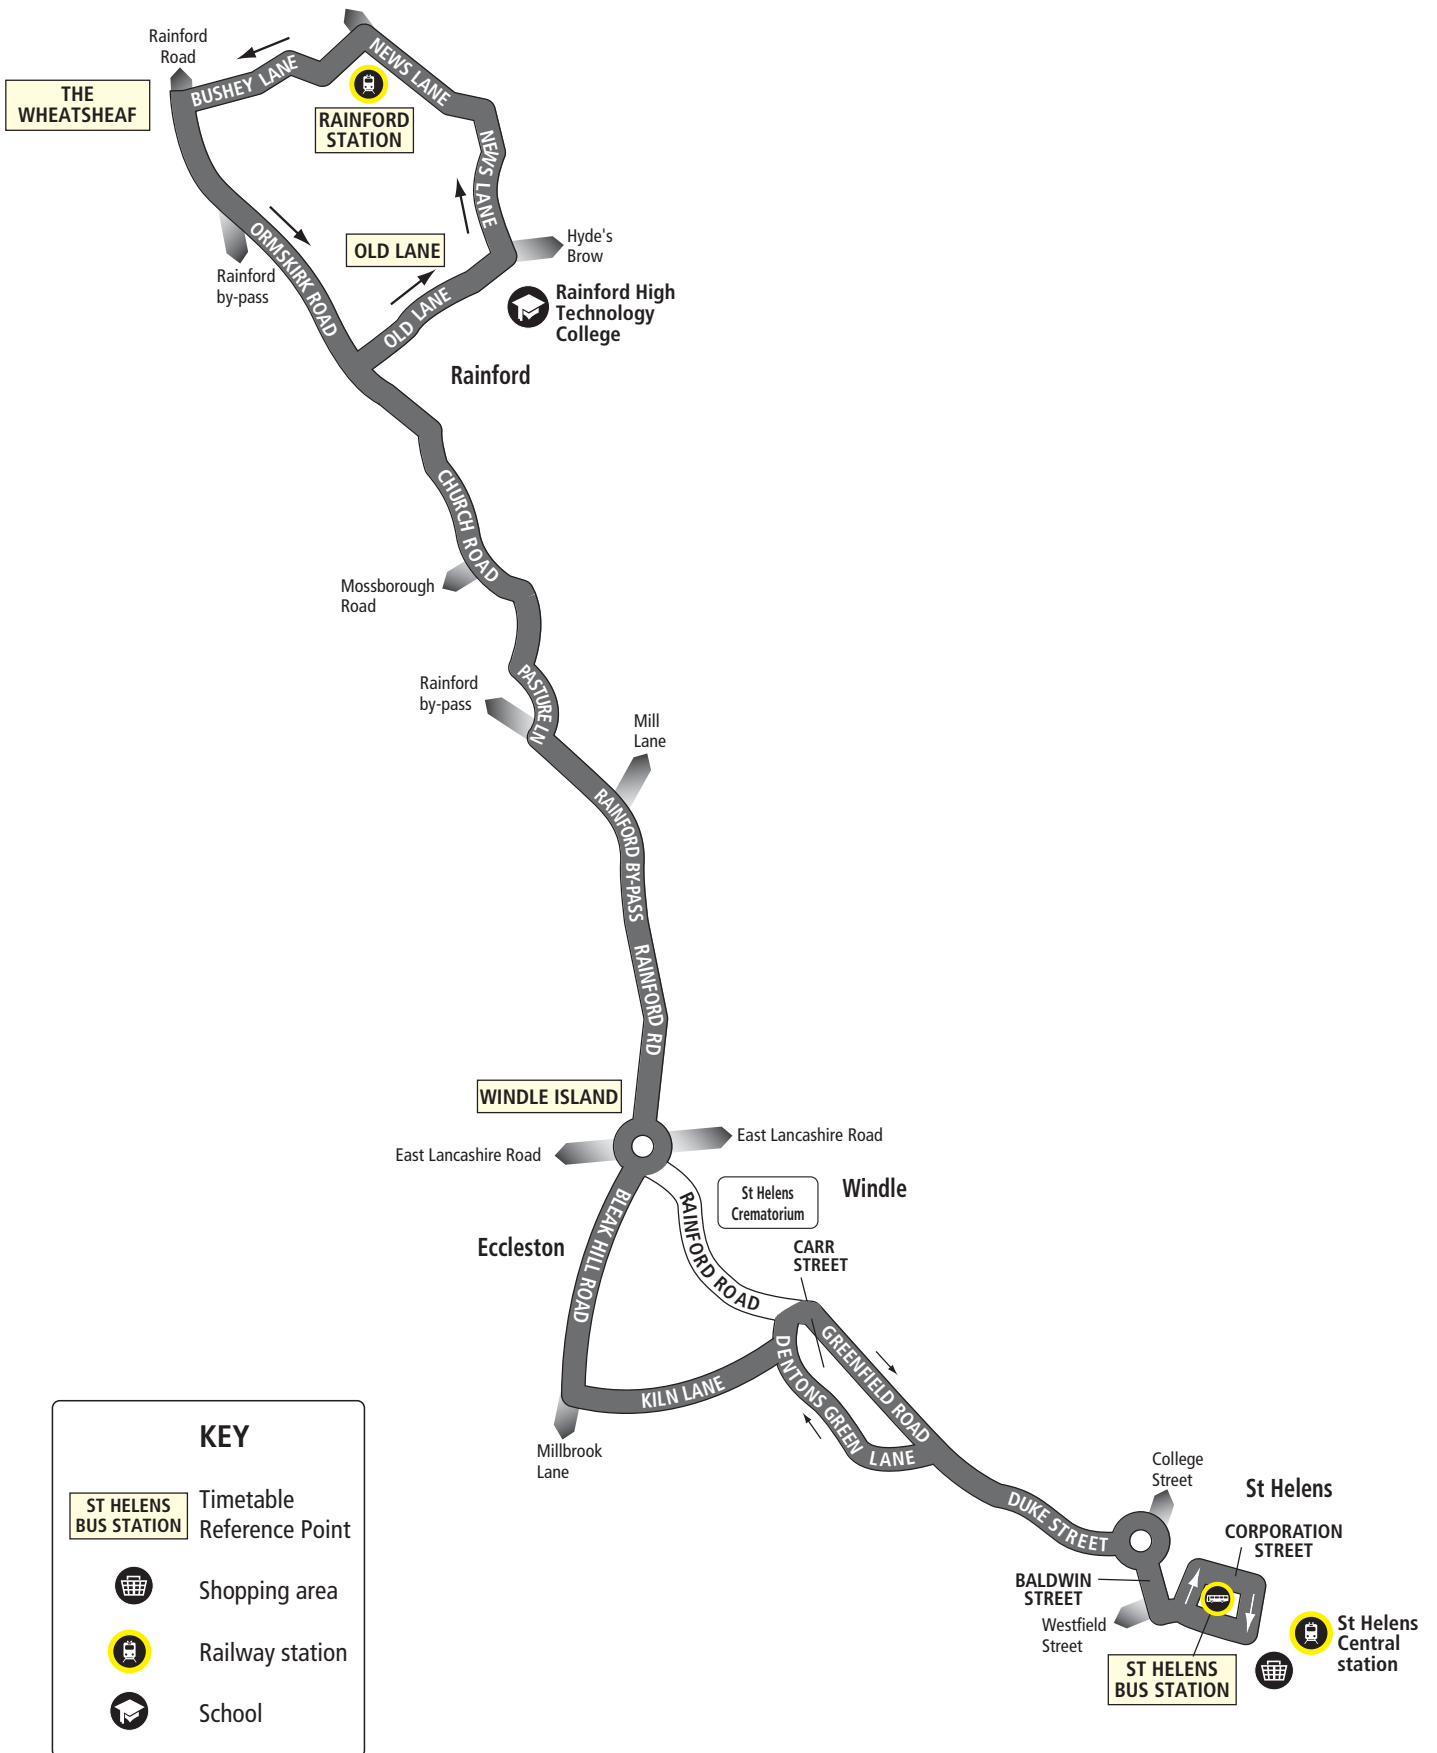 Rainford
Road
THE
WHEATSHEAF
BUSHEY LANE
NEWS LANE
RAINFORD
STATION
NEWS LANE
Rainford
by-pass
ORMSKIRK ROAD
OLD LANE
OLD LANE
Hyde's
Brow
Rainford High
Technology
College
Rainford
CHURCH ROAD
Mossborough
Road
PASTURE LN
Rainford
by-pass
Mill
Lane
RAINFORD BY-PASS
RAINFORD RD
WINDLE ISLAND
East Lancashire Road
East Lancashire Road
St Helens
Crematorium
Windle
Eccleston
BLEAK HILL ROAD
RAINFORD ROAD
CARR
STREET
DENTONS GREEN LANE
GREENFIELD ROAD
KILN LANE
Millbrook
Lane
DUKE STREET
College
Street
St Helens
CORPORATION
STREET
BALDWIN
STREET
Westfield
Street
St Helens
Central
station
ST HELENS
BUS STATION
KEY
ST HELENS
BUS STATION
Timetable
Reference Point
Shopping area
Railway station
School